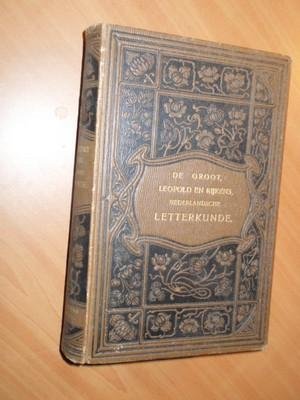 DE GROOT,
LEOPOLD EN RIJKENS,
NEDERLANDSCHE
LETTERKUNDE.